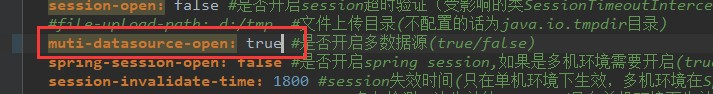 session-open: false #是否开启session超时验证（受影响的类SessionTimeoutInterce
#file-upload-path: d:/tmp #文件上传目录(不配置的话为java.io.tmpdir目录)
muti-datasource-open: true #是否开启多数据源(true/false)
spring-session-open: false #是否开启spring session,如果是多机环境需要开启(tru
session-invalidate-time: 1800 #session失效时间(只在单机环境下生效，多机环境在S